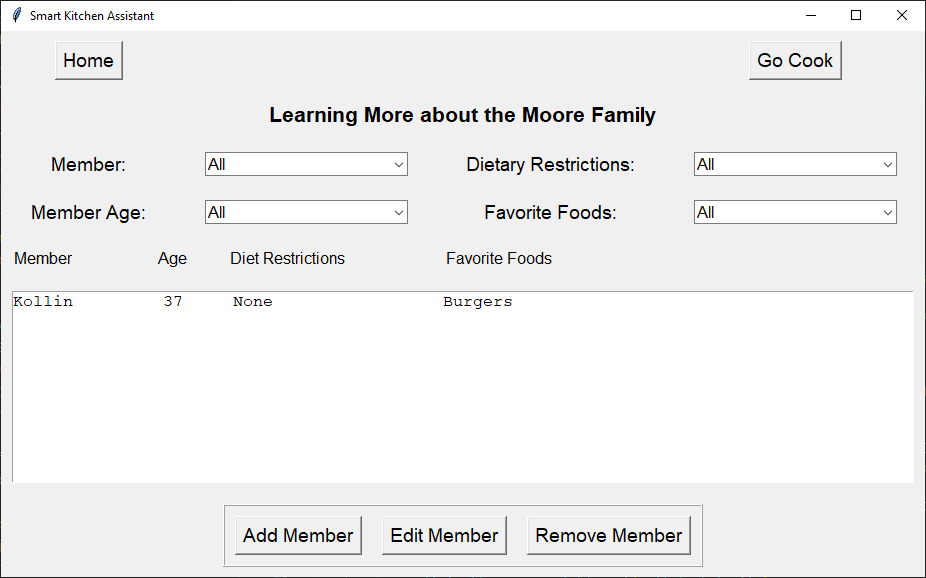 Smart Kitchen Assistant
Home Go Cook
Learning More about the Moore Family
Member: All Dietary Restrictions: All
Member Age: All Favorite Foods: All
Member Age Diet Restrictions Favorite Foods
Kollin 37 None Burgers
Add Member Edit Member Remove Member